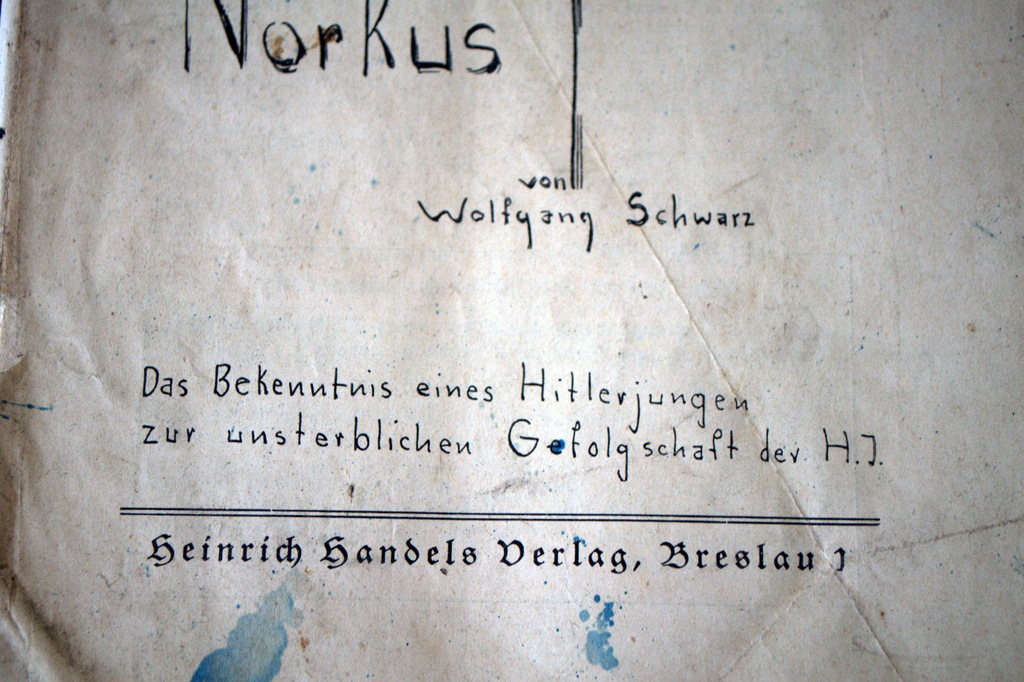 Norkus
von
Wolfgang Schwarz
Das Bekenntnis eines Hitlerjungen
zur unsterblichen Gefolgschaft der H.J.
Heinrich Handels Verlag, Breslau 1